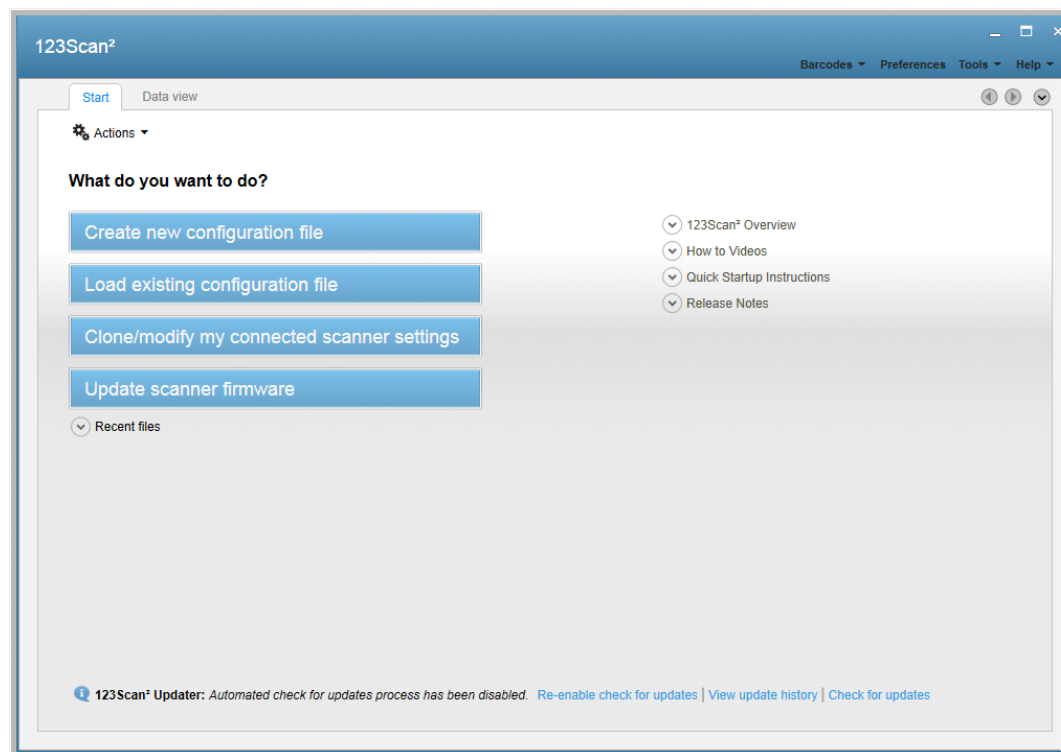 123Scan²
Barcodes Preferences Tools Help
Start Data view
Actions
What do you want to do?
Create new configuration file
Load existing configuration file
Clone/modify my connected scanner settings
Update scanner firmware
Recent files
123Scan² Overview
How to Videos
Quick Startup Instructions
Release Notes
123Scan² Updater: Automated check for updates process has been disabled. Re-enable check for updates | View update history | Check for updates